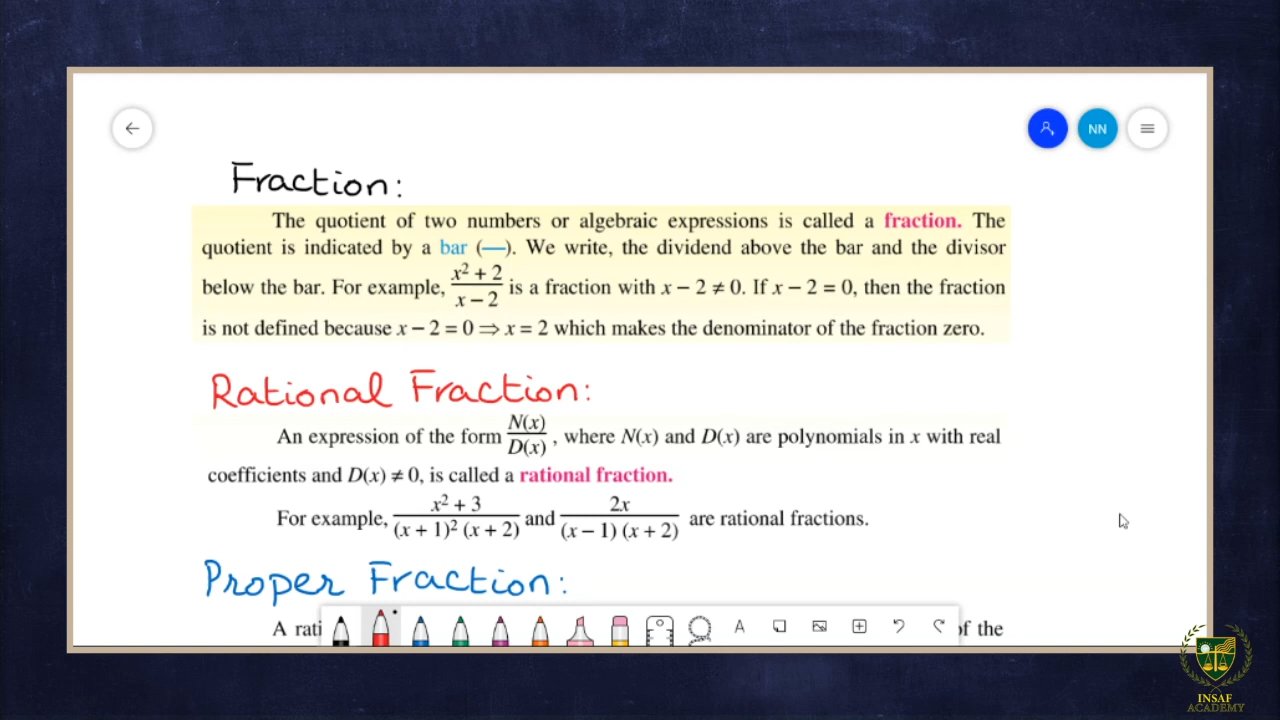 NN
Fraction:
The quotient of two numbers or algebraic expressions is called a fraction. The
quotient is indicated by a bar (—). We write, the dividend above the bar and the divisor
below the bar. For example, (x² + 2)/(x – 2) is a fraction with x – 2 ≠ 0. If x – 2 = 0, then the fraction
is not defined because x – 2 = 0 ⇒ x = 2 which makes the denominator of the fraction zero.
Rational Fraction:
An expression of the form N(x)/D(x), where N(x) and D(x) are polynomials in x with real
coefficients and D(x) ≠ 0, is called a rational fraction.
For example, (x² + 3)/((x + 1)² (x + 2)) and 2x/((x – 1) (x + 2)) are rational fractions.
Proper Fraction:
A rati of the
A
INSAF
ACADEMY